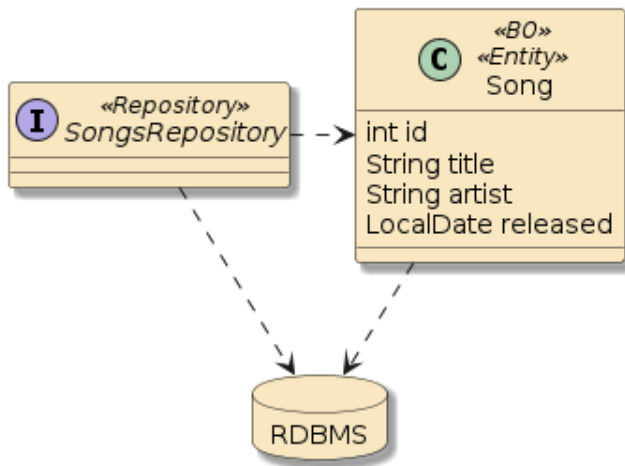 I
«Repository»
SongsRepository
C
«BO»
«Entity»
Song
int id
String title
String artist
LocalDate released
RDBMS